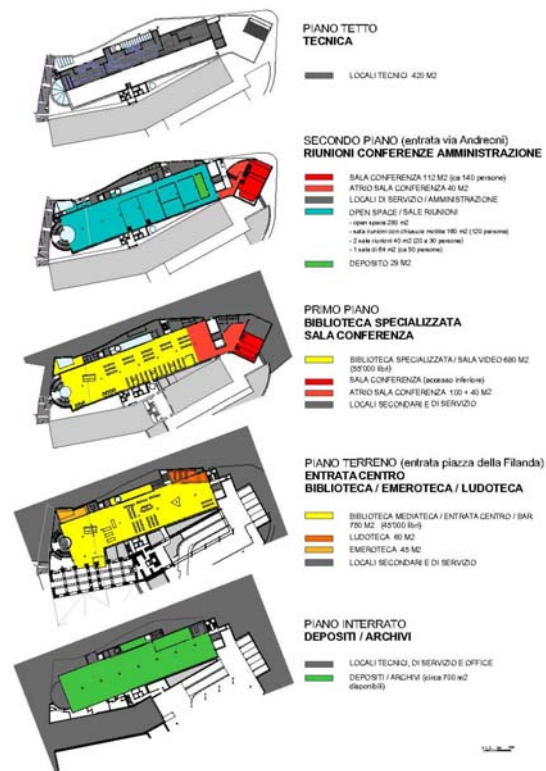 PIANO TETTO
TECNICA
LOCALI TECNICI 420 M2
SECONDO PIANO (entrata via Andreoni)
RIUNIONI CONFERENZE AMMINISTRAZIONE
SALA CONFERENZA 112 M2 (ca 140 persone)
ATRIO SALA CONFERENZA 40 M2
LOCALI DI SERVIZIO / AMMINISTRAZIONE
OPEN SPACE / SALE RIUNIONI
- open space 280 m2
- sala riunioni con chiusure mobile 160 m2 (120 persone)
- 2 sale riunioni 40 m2 (20 a 30 persone)
- 1 sala di 64 m2 (ca 50 persone)
DEPOSITO 29 M2
PRIMO PIANO
BIBLIOTECA SPECIALIZZATA
SALA CONFERENZA
BIBLIOTECA SPECIALIZZATA / SALA VIDEO 680 M2
(55'000 libri)
SALA CONFERENZA (accesso inferiore)
ATRIO SALA CONFERENZA 100 + 40 M2
LOCALI SECONDARI E DI SERVIZIO
PIANO TERRENO (entrata piazza della Filanda)
ENTRATA CENTRO
BIBLIOTECA / EMEROTECA / LUDOTECA
BIBLIOTECA MEDIATECA / ENTRATA CENTRO / BAR
750 M2 (45'000 libri)
LUDOTECA 60 M2
EMEROTECA 45 M2
LOCALI SECONDARI E DI SERVIZIO
PIANO INTERRATO
DEPOSITI / ARCHIVI
LOCALI TECNICI, DI SERVIZIO E OFFICE
DEPOSITI / ARCHIVI (circa 700 m2
disponibili)